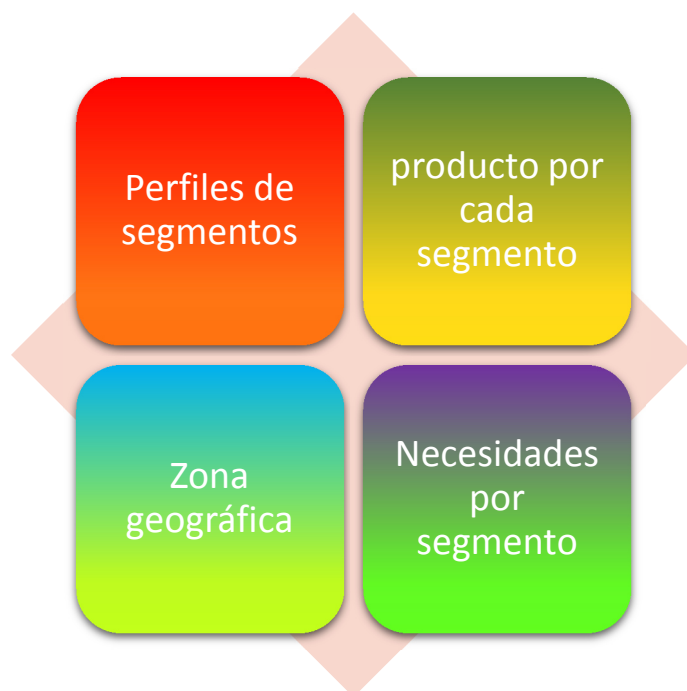 Perfiles de
segmentos
producto por
cada
segmento
Zona
geográfica
Necesidades
por
segmento